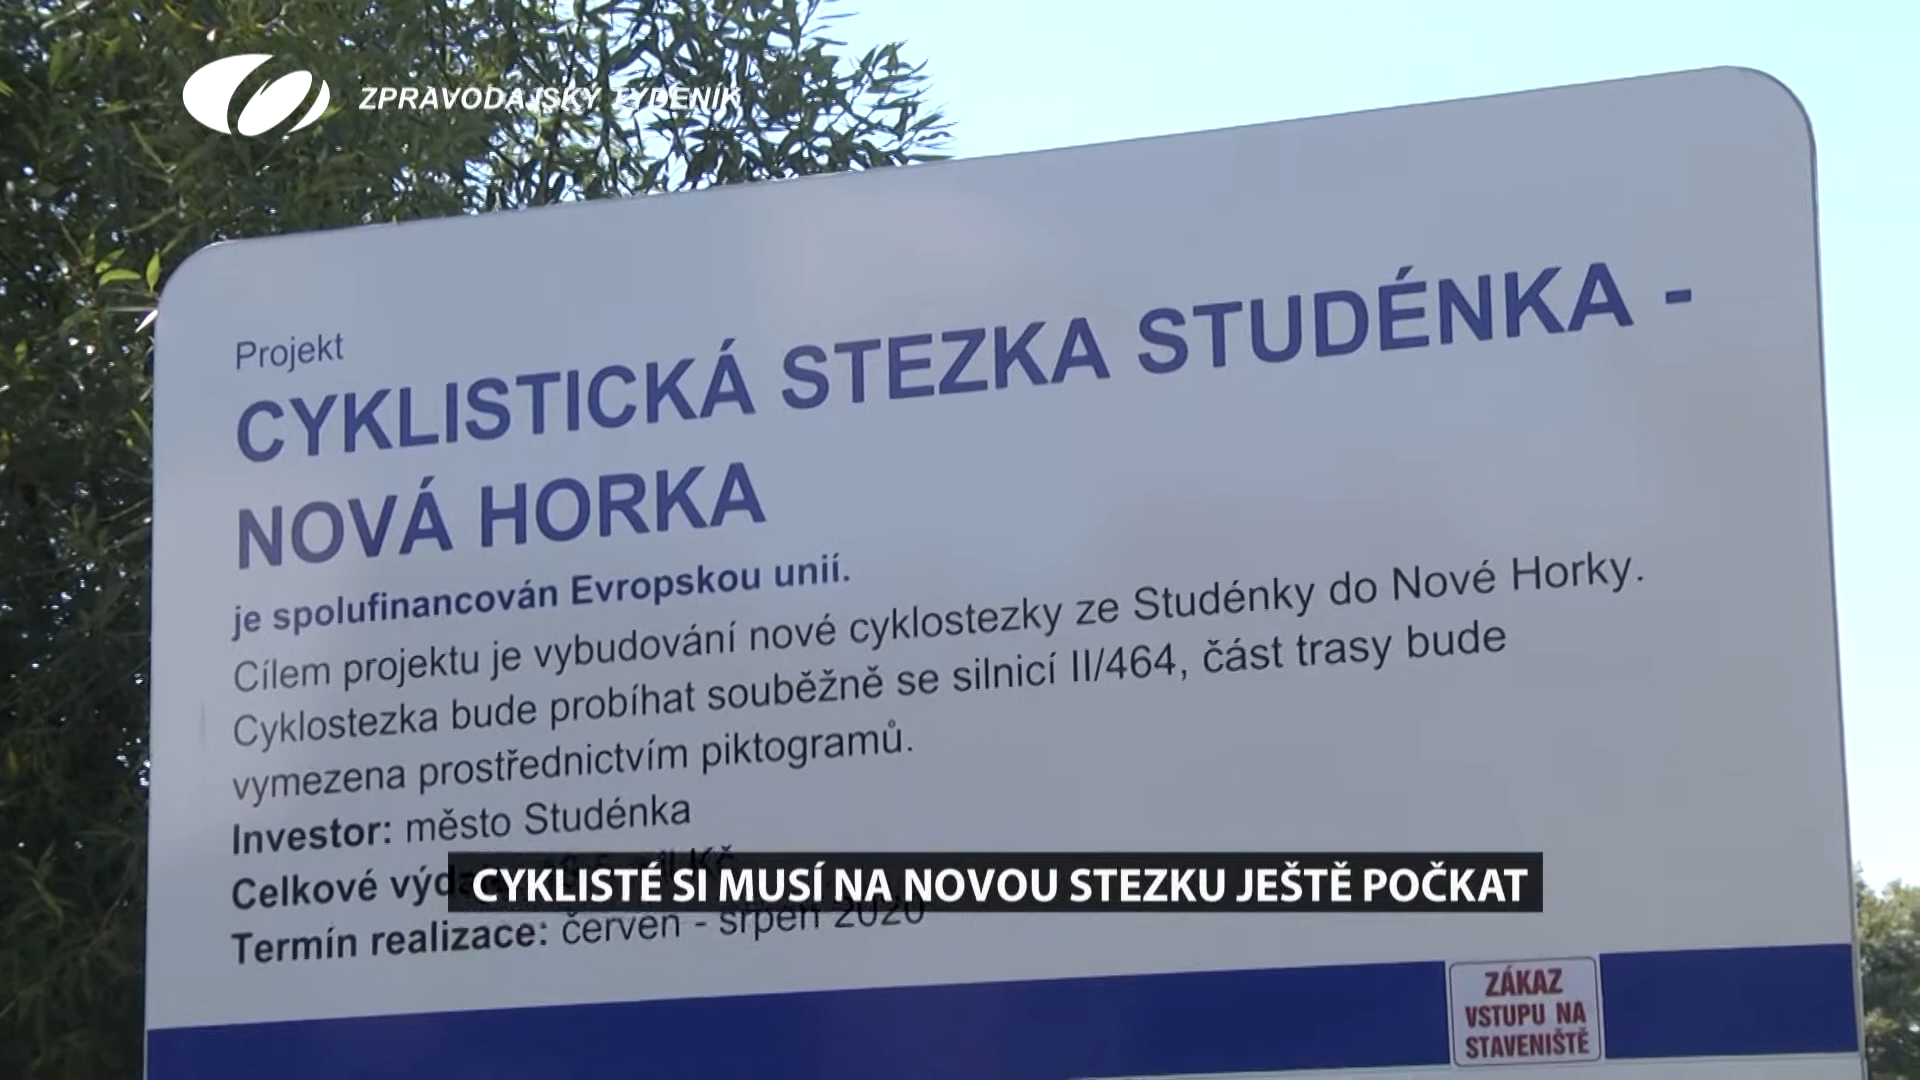 ZPRAVODAJSKÝ TÝDENÍK
Projekt
CYKLISTICKÁ STEZKA STUDÉNKA -
NOVÁ HORKA
je spolufinancován Evropskou unií.
Cílem projektu je vybudování nové cyklostezky ze Studénky do Nové Horky.
Cyklostezka bude probíhat souběžně se silnicí II/464, část trasy bude
vymezena prostřednictvím piktogramů.
Investor: město Studénka
Celkové
CYKLISTÉ SI MUSÍ NA NOVOU STEZKU JEŠTĚ POČKAT
Termín realizace: červen - srpen 2020
ZÁKAZ
VSTUPU NA
STAVENIŠTĚ